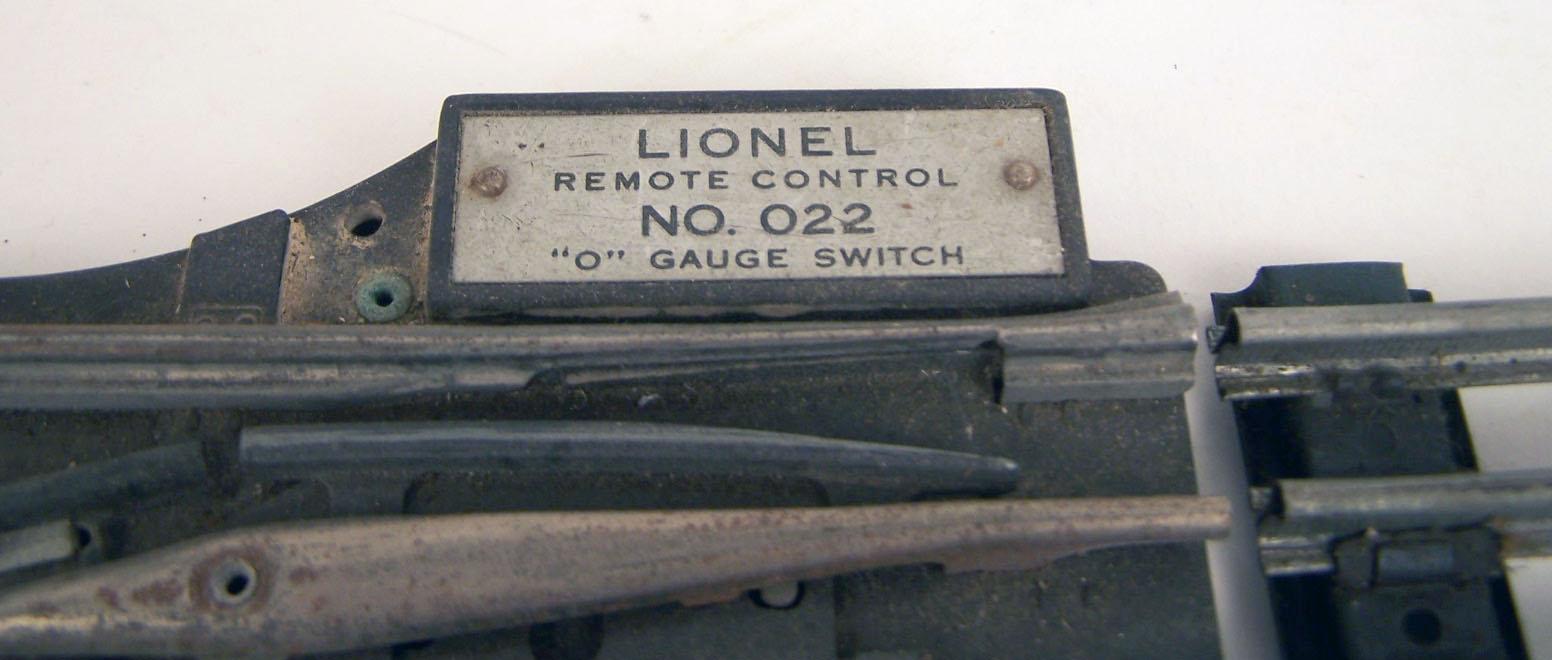 LIONEL
REMOTE CONTROL
NO. 022
"O" GAUGE SWITCH